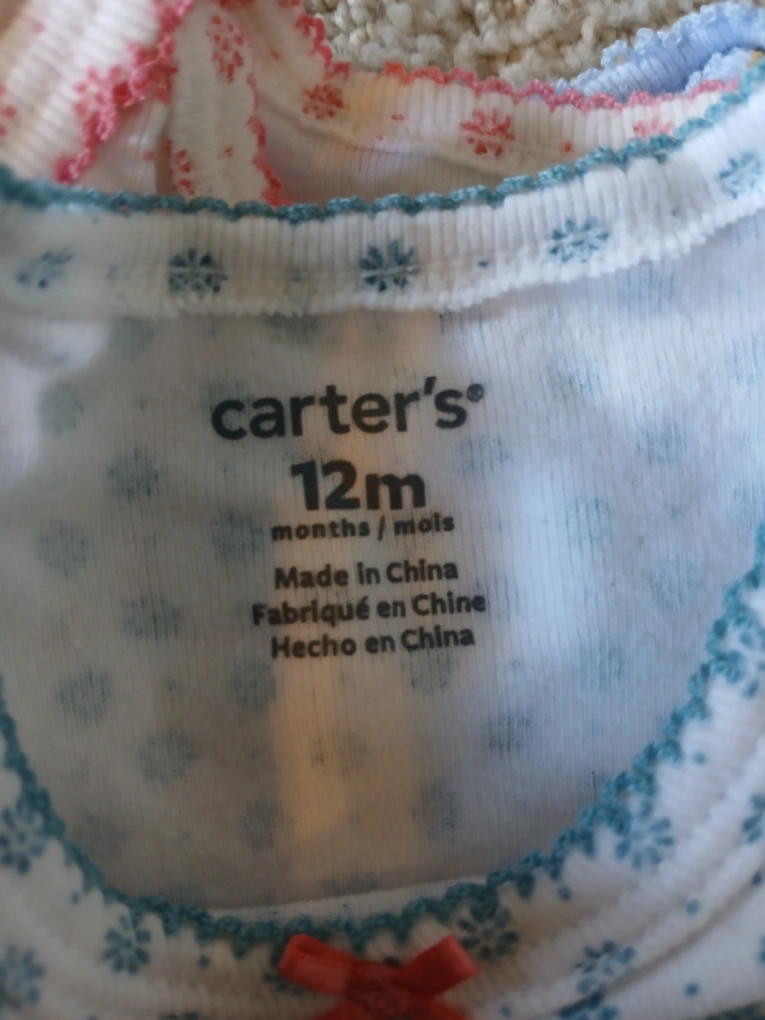 carter's®
12m
months / mois
Made in China
Fabriqué en Chine
Hecho en China